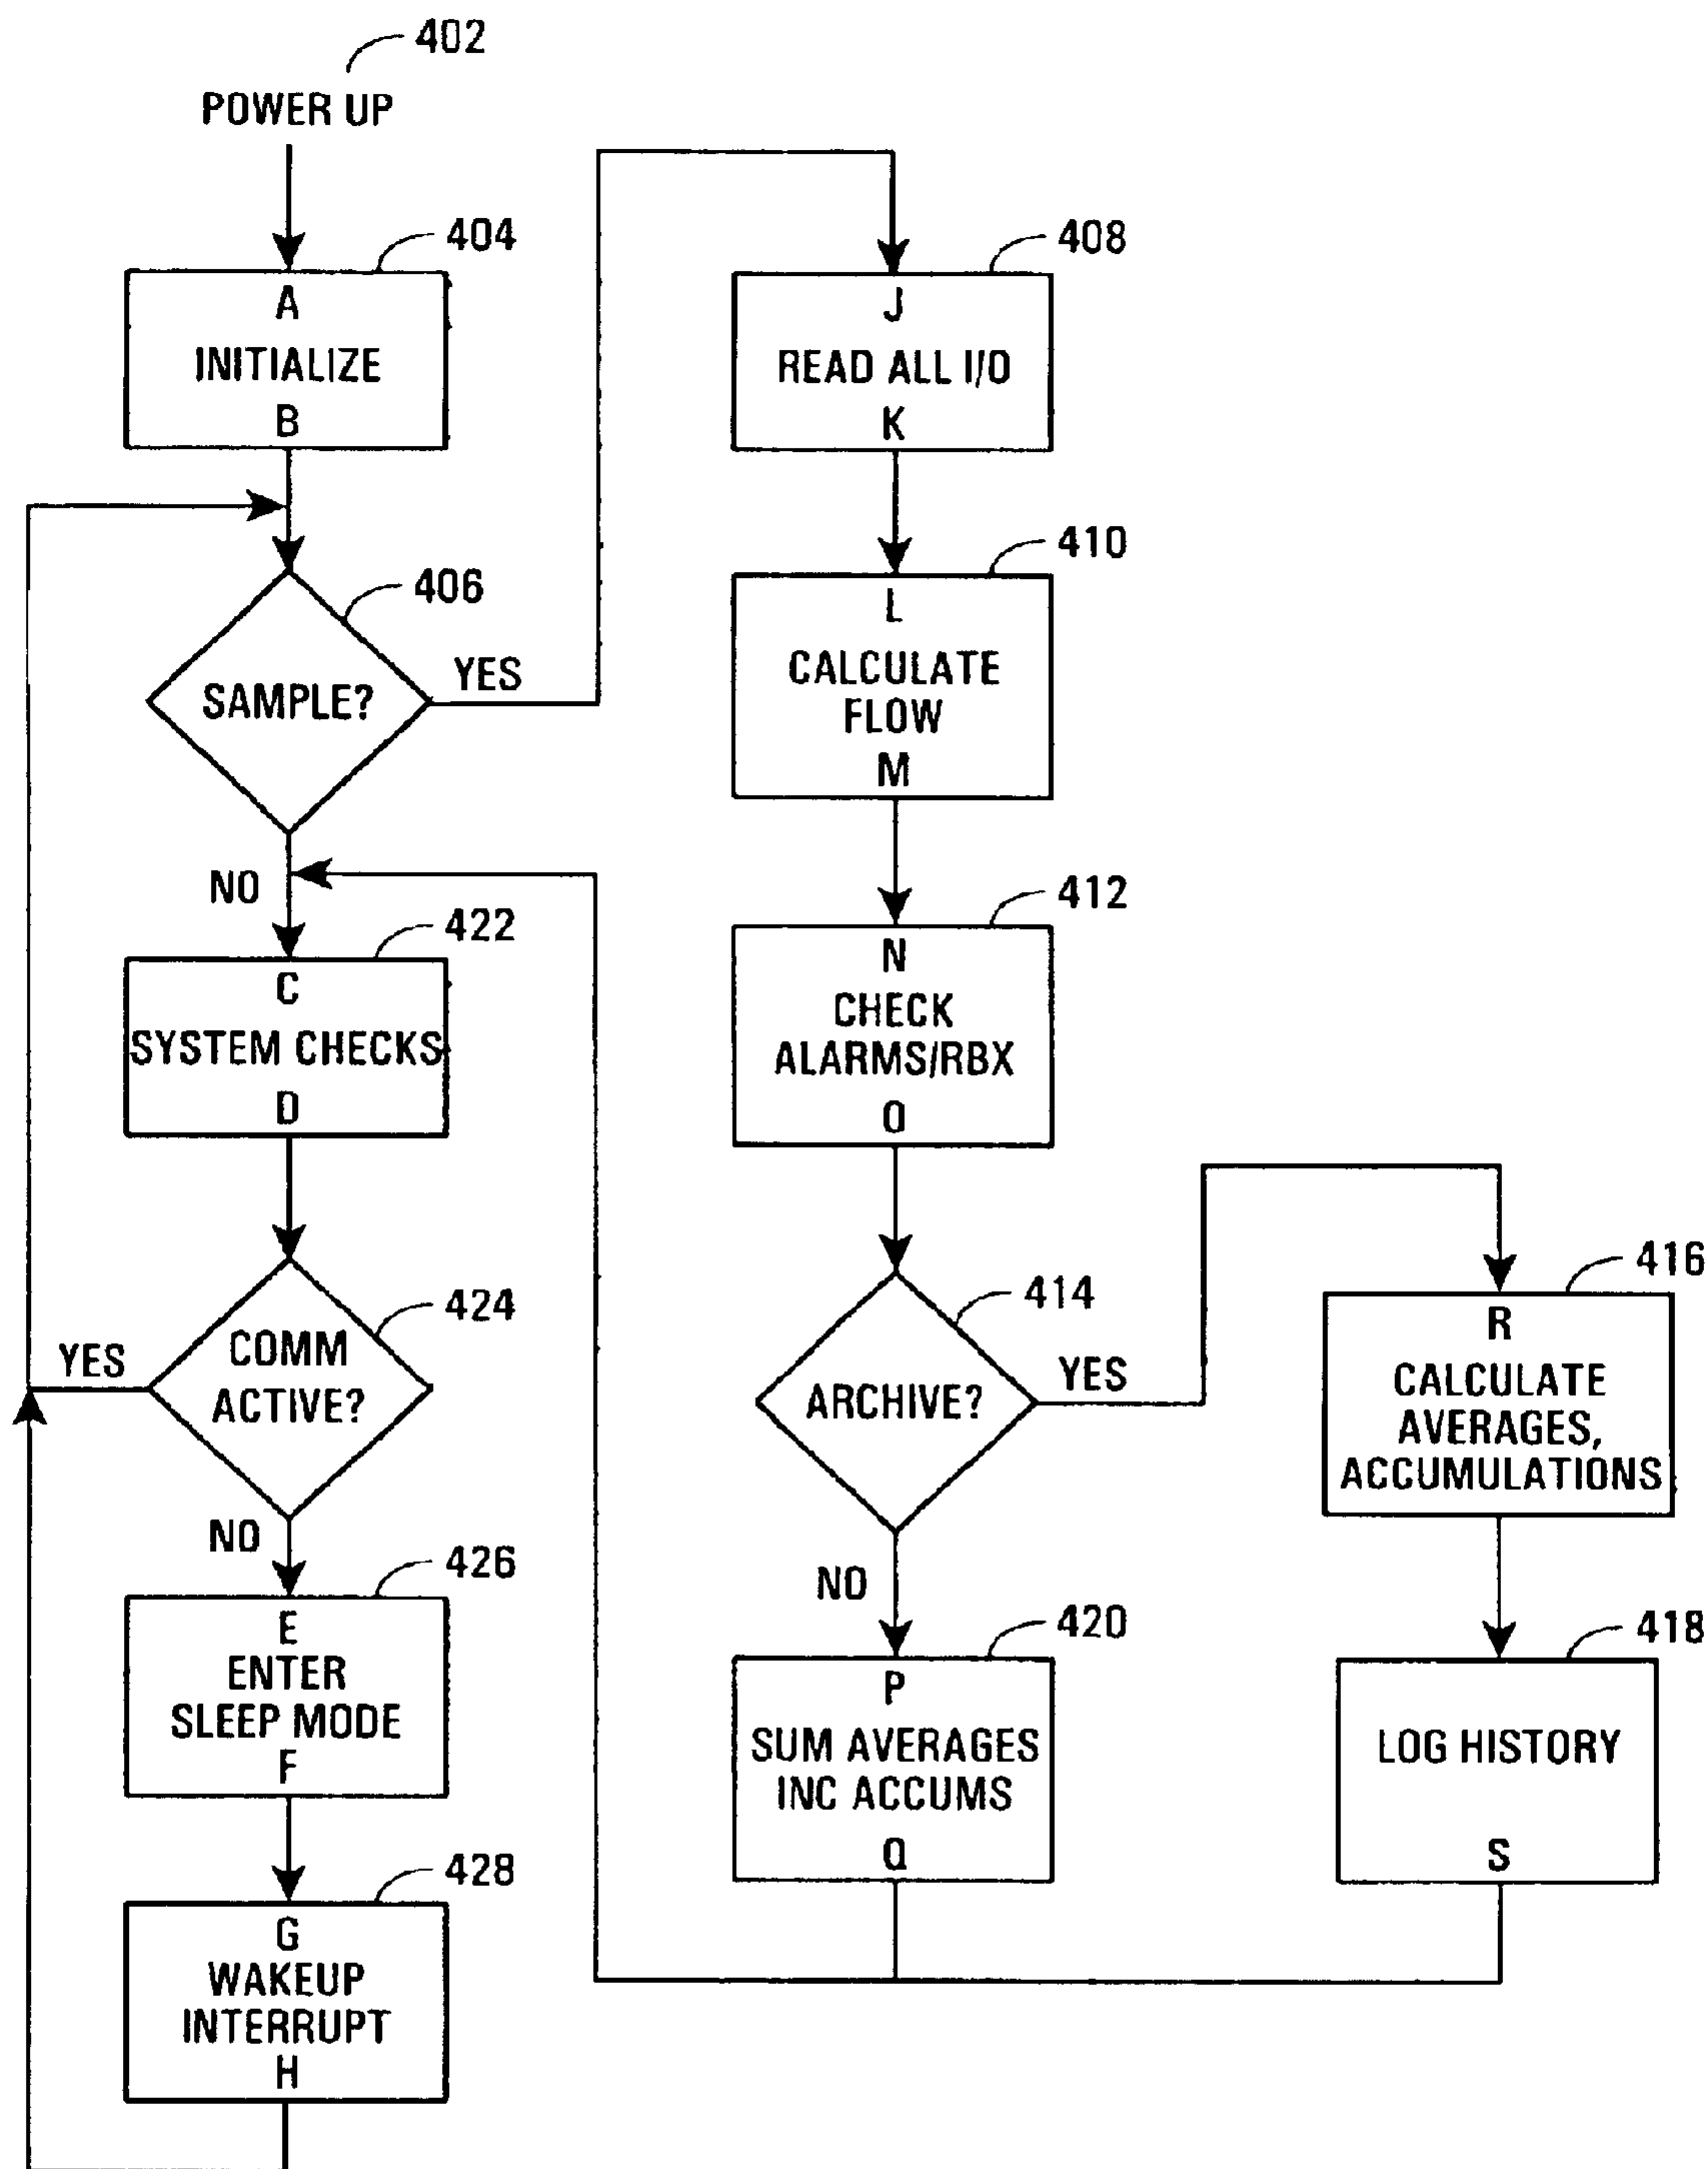 402
POWER UP
404
A
INITIALIZE
B
406
SAMPLE?
YES
NO
422
C
SYSTEM CHECKS
D
424
COMM
ACTIVE?
YES
NO
426
E
ENTER
SLEEP MODE
F
428
G
WAKEUP
INTERRUPT
H
408
J
READ ALL I/O
K
410
L
CALCULATE
FLOW
M
412
N
CHECK
ALARMS/RBX
O
414
ARCHIVE?
YES
NO
420
P
SUM AVERAGES
INC ACCUMS
Q
416
R
CALCULATE
AVERAGES,
ACCUMULATIONS
418
LOG HISTORY
S